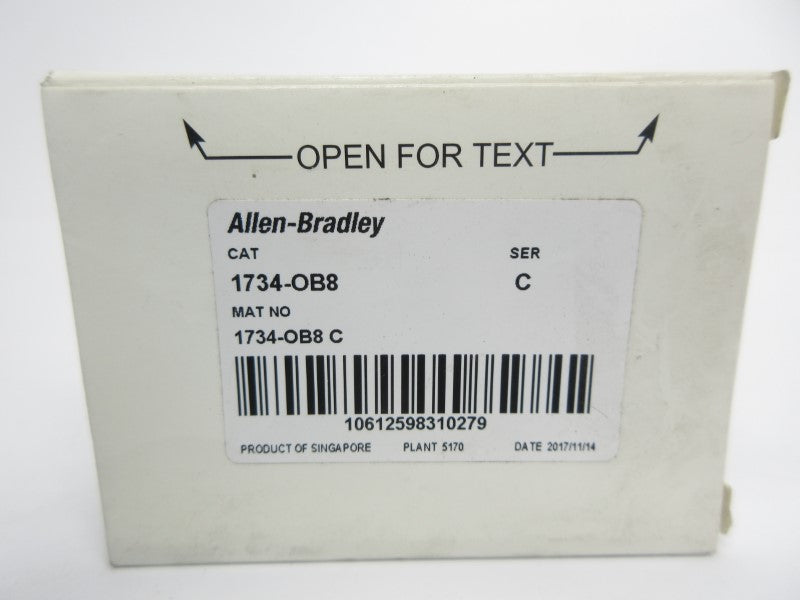 OPEN FOR TEXT
Allen-Bradley
CAT SER
1734-OB8 C
MAT NO
1734-OB8 C
10612598310279
PRODUCT OF SINGAPORE PLANT 5170 DATE 2017/11/14